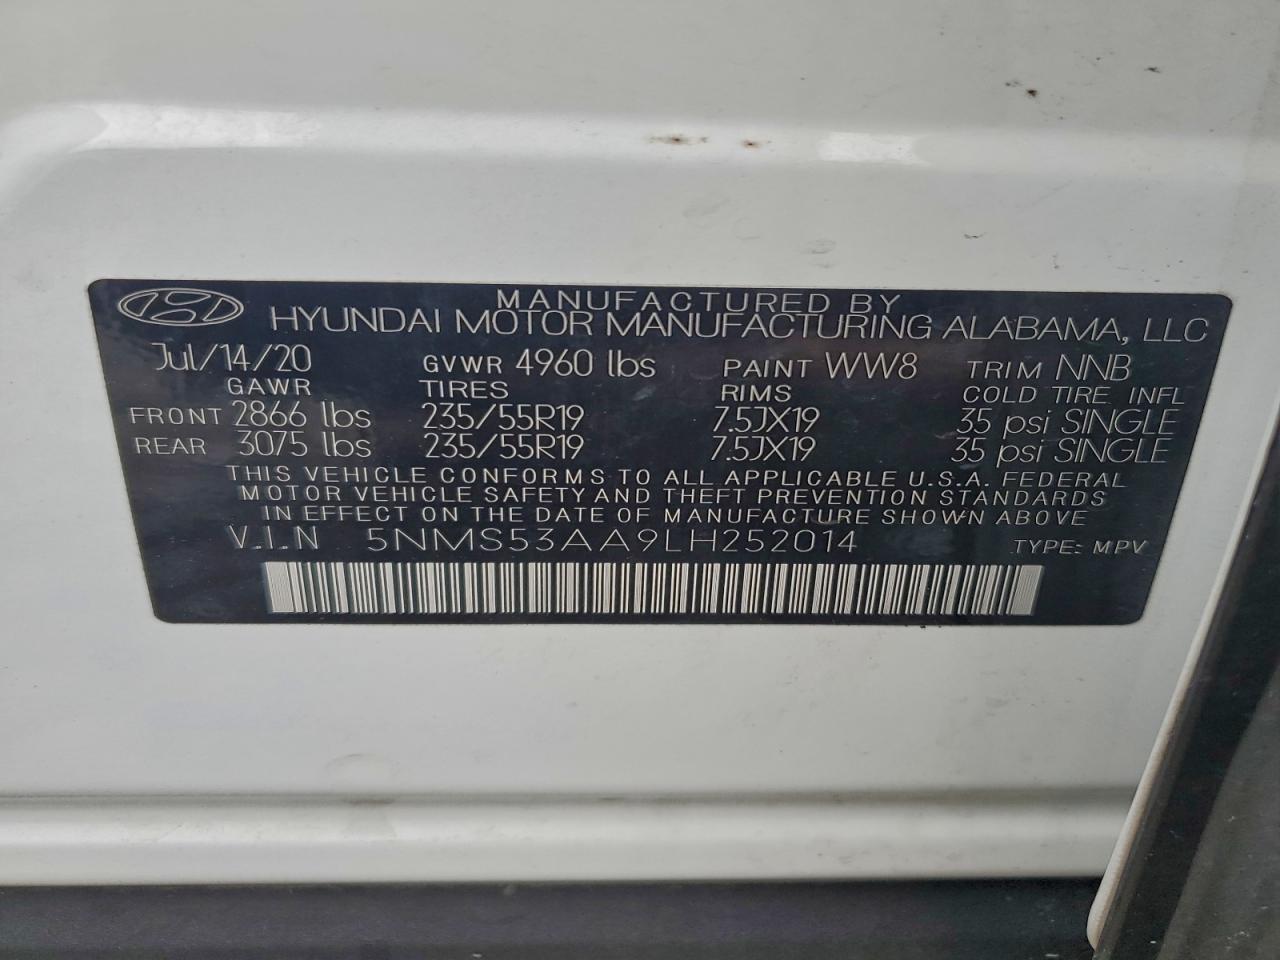 MANUFACTURED BY
HYUNDAI MOTOR MANUFACTURING ALABAMA, LLC
Jul/14/20 GVWR 4960 lbs PAINT WW8 TRIM NNB
GAWR TIRES RIMS COLD TIRE INFL
FRONT 2866 lbs 235/55R19 7.5JX19 35 psi SINGLE
REAR 3075 lbs 235/55R19 7.5JX19 35 psi SINGLE
THIS VEHICLE CONFORMS TO ALL APPLICABLE U.S.A. FEDERAL
MOTOR VEHICLE SAFETY AND THEFT PREVENTION STANDARDS
IN EFFECT ON THE DATE OF MANUFACTURE SHOWN ABOVE
V.I.N 5NMS53AA9LH252014 TYPE: MPV